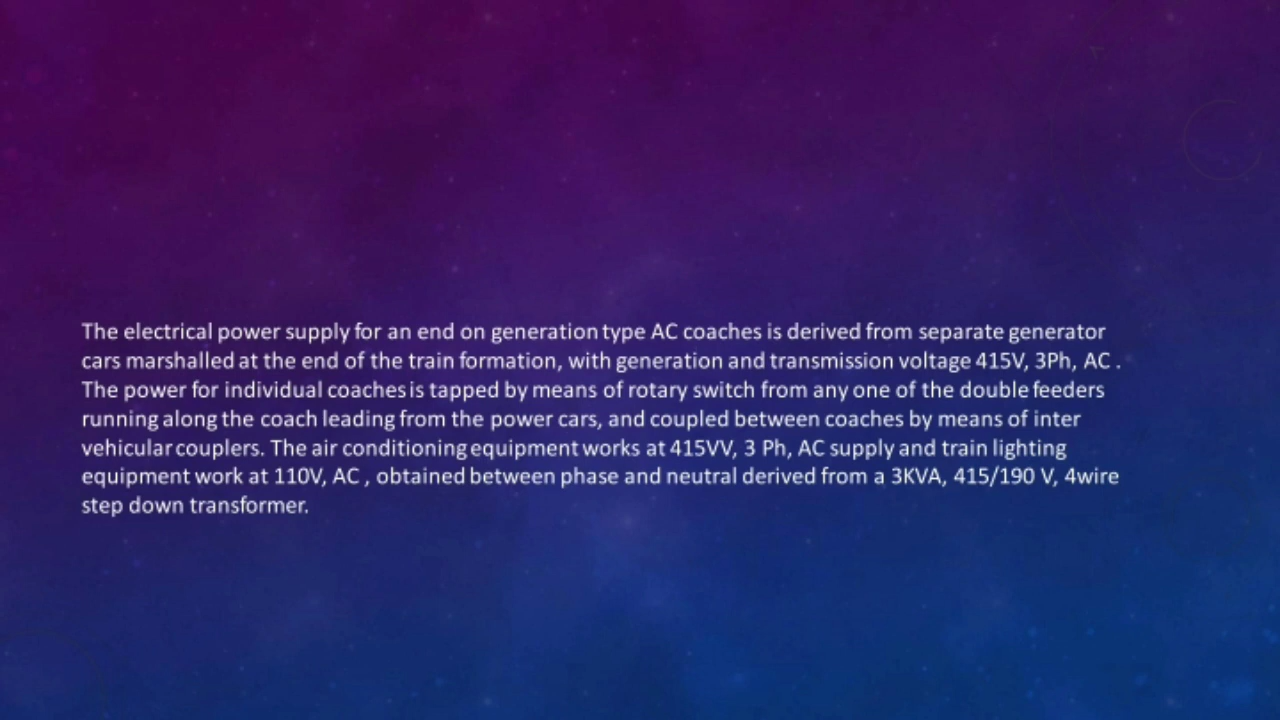 The electrical power supply for an end on generation type AC coaches is derived from separate generator
cars marshalled at the end of the train formation, with generation and transmission voltage 415V, 3Ph, AC .
The power for individual coaches is tapped by means of rotary switch from any one of the double feeders
running along the coach leading from the power cars, and coupled between coaches by means of inter
vehicular couplers. The air conditioning equipment works at 415VV, 3 Ph, AC supply and train lighting
equipment work at 110V, AC , obtained between phase and neutral derived from a 3KVA, 415/190 V, 4wire
step down transformer.